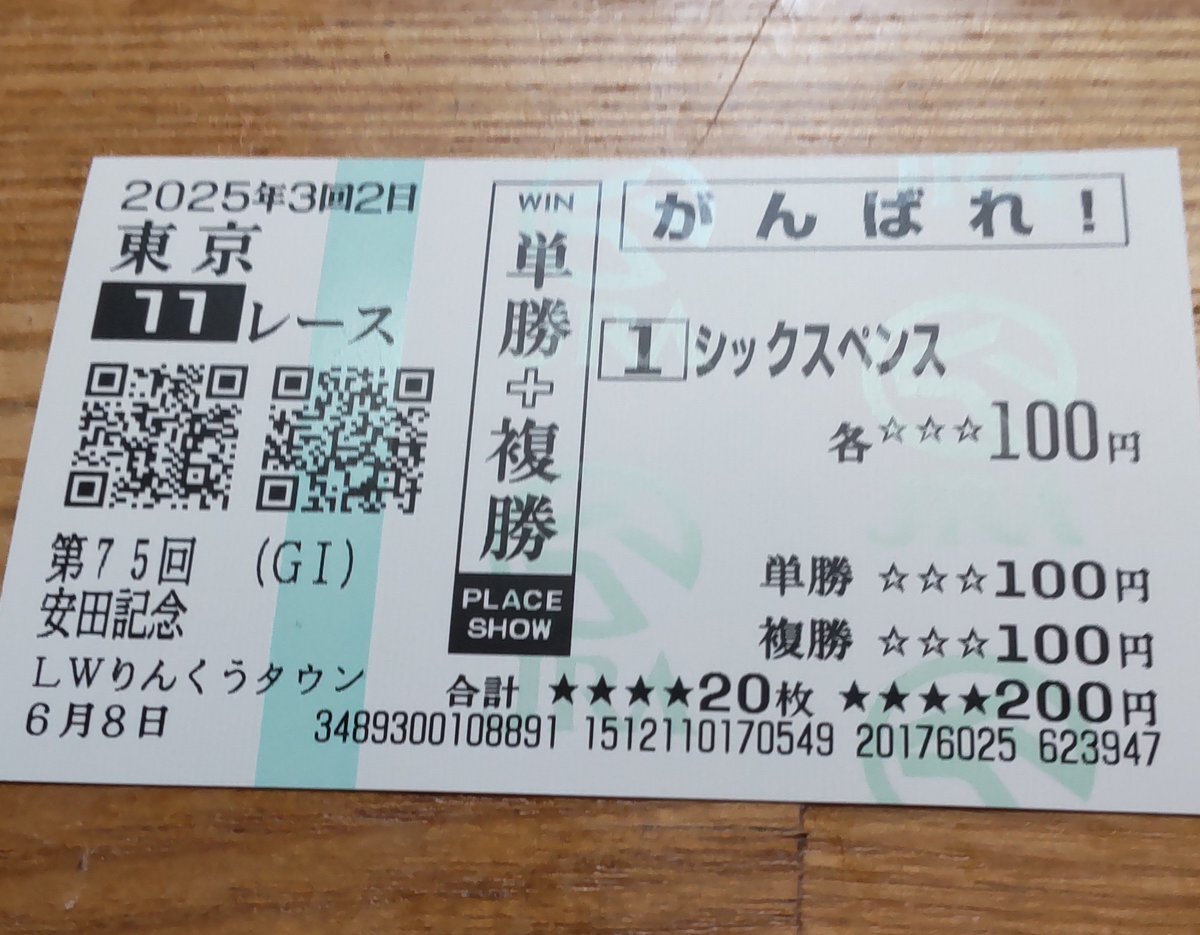 2025年3回2日
東京
11レース
第75回 (GI)
安田記念
LWりんくうタウン
6月8日
WIN
単勝+複勝
PLACE
SHOW
がんばれ!
1 シックスペンス
各☆☆☆100円
単勝 ☆☆☆100円
複勝 ☆☆☆100円
合計 ★★★★20枚 ★★★★200円
3489300108891 1512110170549 20176025 623947
JRA